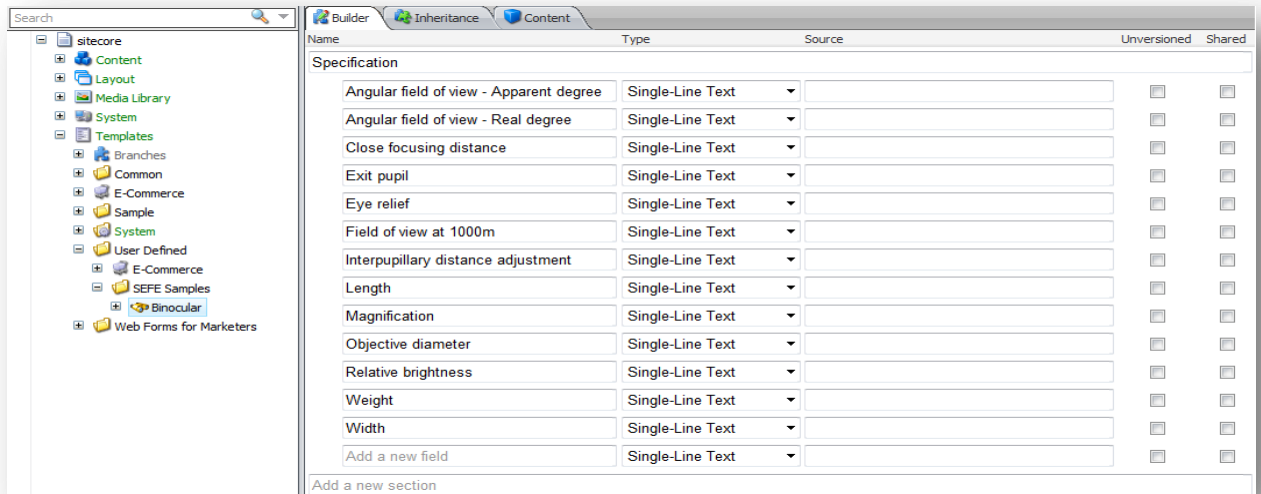 Search
sitecore
Content
Layout
Media Library
System
Templates
Branches
Common
E-Commerce
Sample
System
User Defined
E-Commerce
SEFE Samples
Binocular
Web Forms for Marketers
Builder Inheritance Content
Name Type Source Unversioned Shared
Specification
Angular field of view - Apparent degree Single-Line Text
Angular field of view - Real degree Single-Line Text
Close focusing distance Single-Line Text
Exit pupil Single-Line Text
Eye relief Single-Line Text
Field of view at 1000m Single-Line Text
Interpupillary distance adjustment Single-Line Text
Length Single-Line Text
Magnification Single-Line Text
Objective diameter Single-Line Text
Relative brightness Single-Line Text
Weight Single-Line Text
Width Single-Line Text
Add a new field Single-Line Text
Add a new section